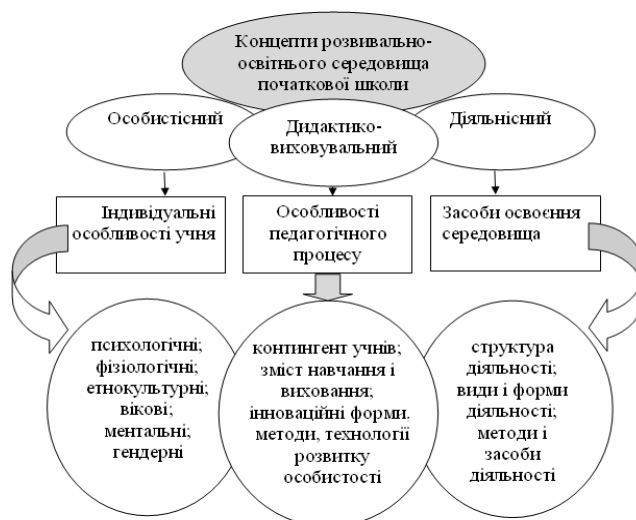 Концепти розвивально-
освітнього середовища
початкової школи
Особистісний
Дидактико-
виховувальний
Діяльнісний
Індивідуальні
особливості учня
Особливості
педагогічного
процесу
Засоби освоєння
середовища
психологічні;
фізіологічні;
етнокультурні;
вікові;
ментальні;
гендерні
контингент учнів;
зміст навчання і
виховання;
інноваційні форми,
методи, технології
розвитку
особистості
структура
діяльності;
види і форми
діяльності;
методи і
засоби
діяльності